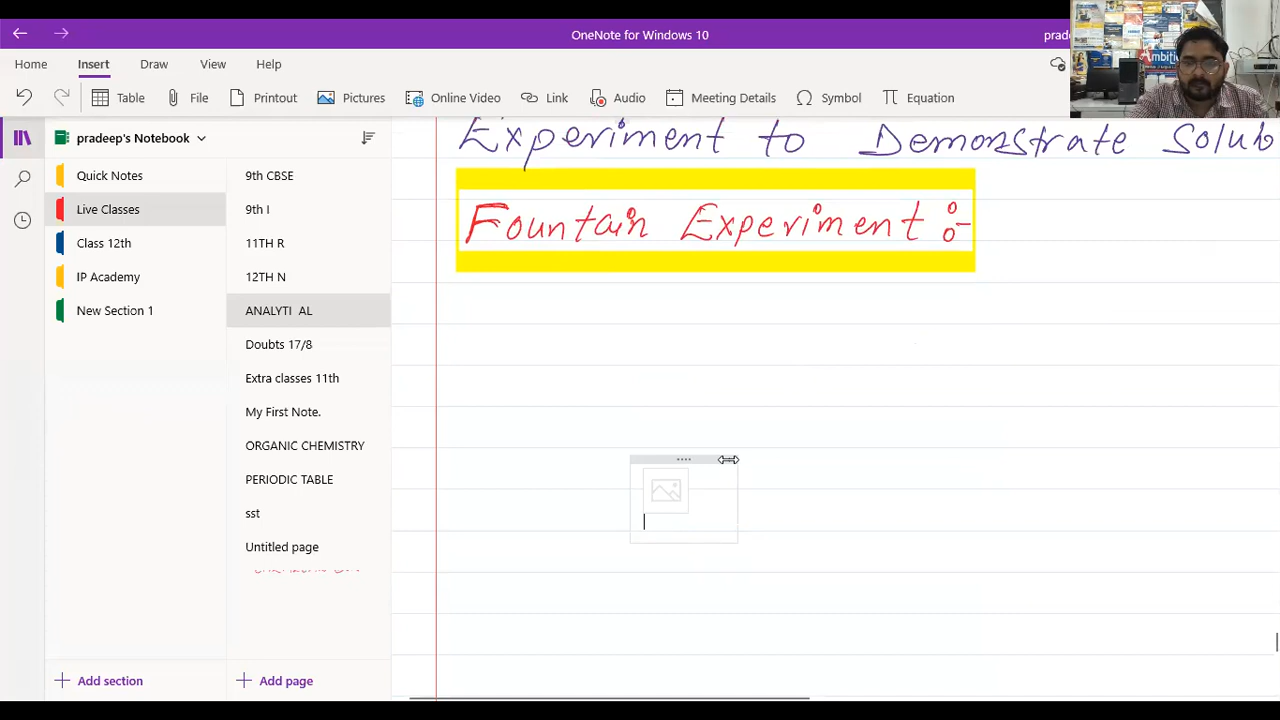 OneNote for Windows 10
Home
Insert
Draw
View
Help
Table
File
Printout
Pictures
Online Video
Link
Audio
Meeting Details
Symbol
Equation
pradeep's Notebook
Quick Notes
Live Classes
Class 12th
IP Academy
New Section 1
Add section
9th CBSE
9th I
11TH R
12TH N
ANALYTI AL
Doubts 17/8
Extra classes 11th
My First Note.
ORGANIC CHEMISTRY
PERIODIC TABLE
sst
Untitled page
Add page
Experiment to Demonstrate Solub
Fountain Experiment :-